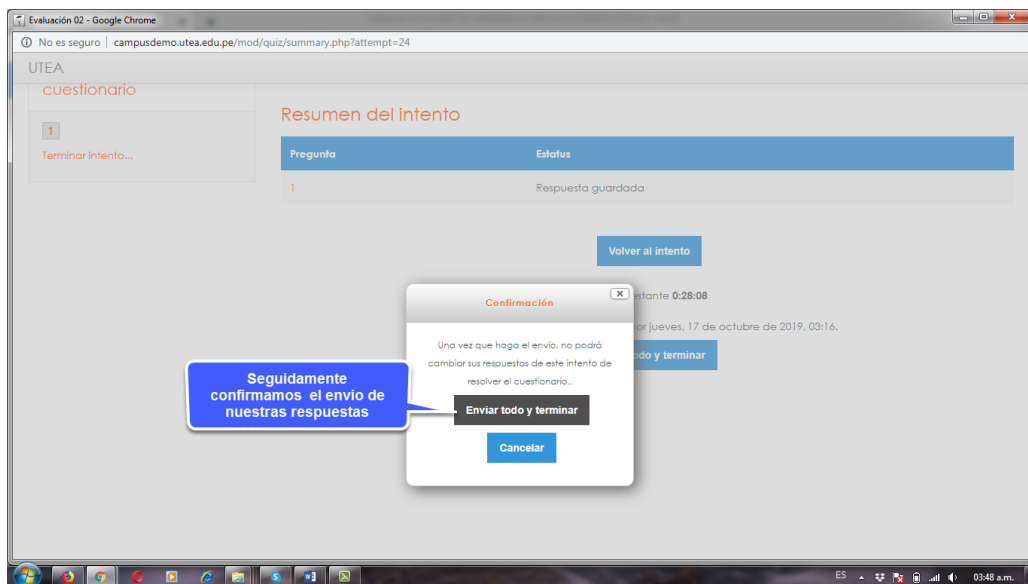 Evaluación 02 - Google Chrome
No es seguro | campusdemo.utea.edu.pe/mod/quiz/summary.php?attempt=24
UTEA
cuestionario
1
Terminar intento...
Resumen del intento
Pregunta Estatus
1 Respuesta guardada
Volver al intento
estante 0:28:08
or jueves, 17 de octubre de 2019, 03:16.
odo y terminar
Confirmación
Una vez que haga el envío, no podrá
cambiar sus respuestas de este intento de
resolver el cuestionario..
Enviar todo y terminar
Cancelar
Seguidamente
confirmamos el envio de
nuestras respuestas
ES 03:48 a.m.